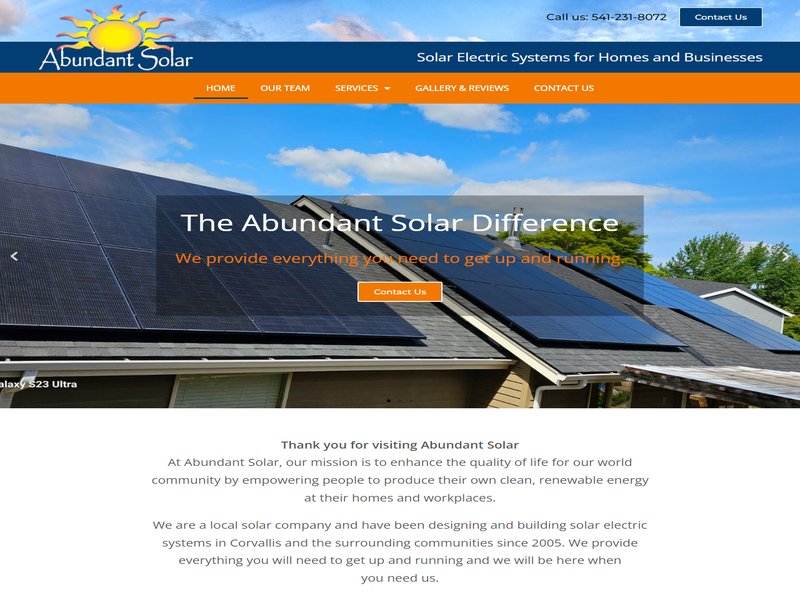 Call us: 541-231-8072
Contact Us
Abundant Solar
Solar Electric Systems for Homes and Businesses
HOME
OUR TEAM
SERVICES
GALLERY & REVIEWS
CONTACT US
The Abundant Solar Difference
We provide everything you need to get up and running.
Contact Us
alaxy S23 Ultra
Thank you for visiting Abundant Solar
At Abundant Solar, our mission is to enhance the quality of life for our world
community by empowering people to produce their own clean, renewable energy
at their homes and workplaces.
We are a local solar company and have been designing and building solar electric
systems in Corvallis and the surrounding communities since 2005. We provide
everything you will need to get up and running and we will be here when
you need us.